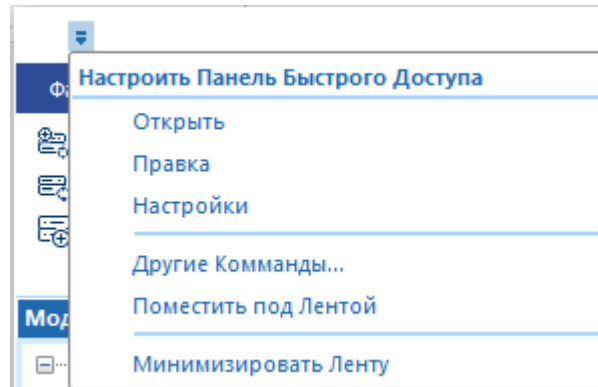 Настроить Панель Быстрого Доступа
Открыть
Правка
Настройки
Другие Комманды...
Поместить под Лентой
Минимизировать Ленту